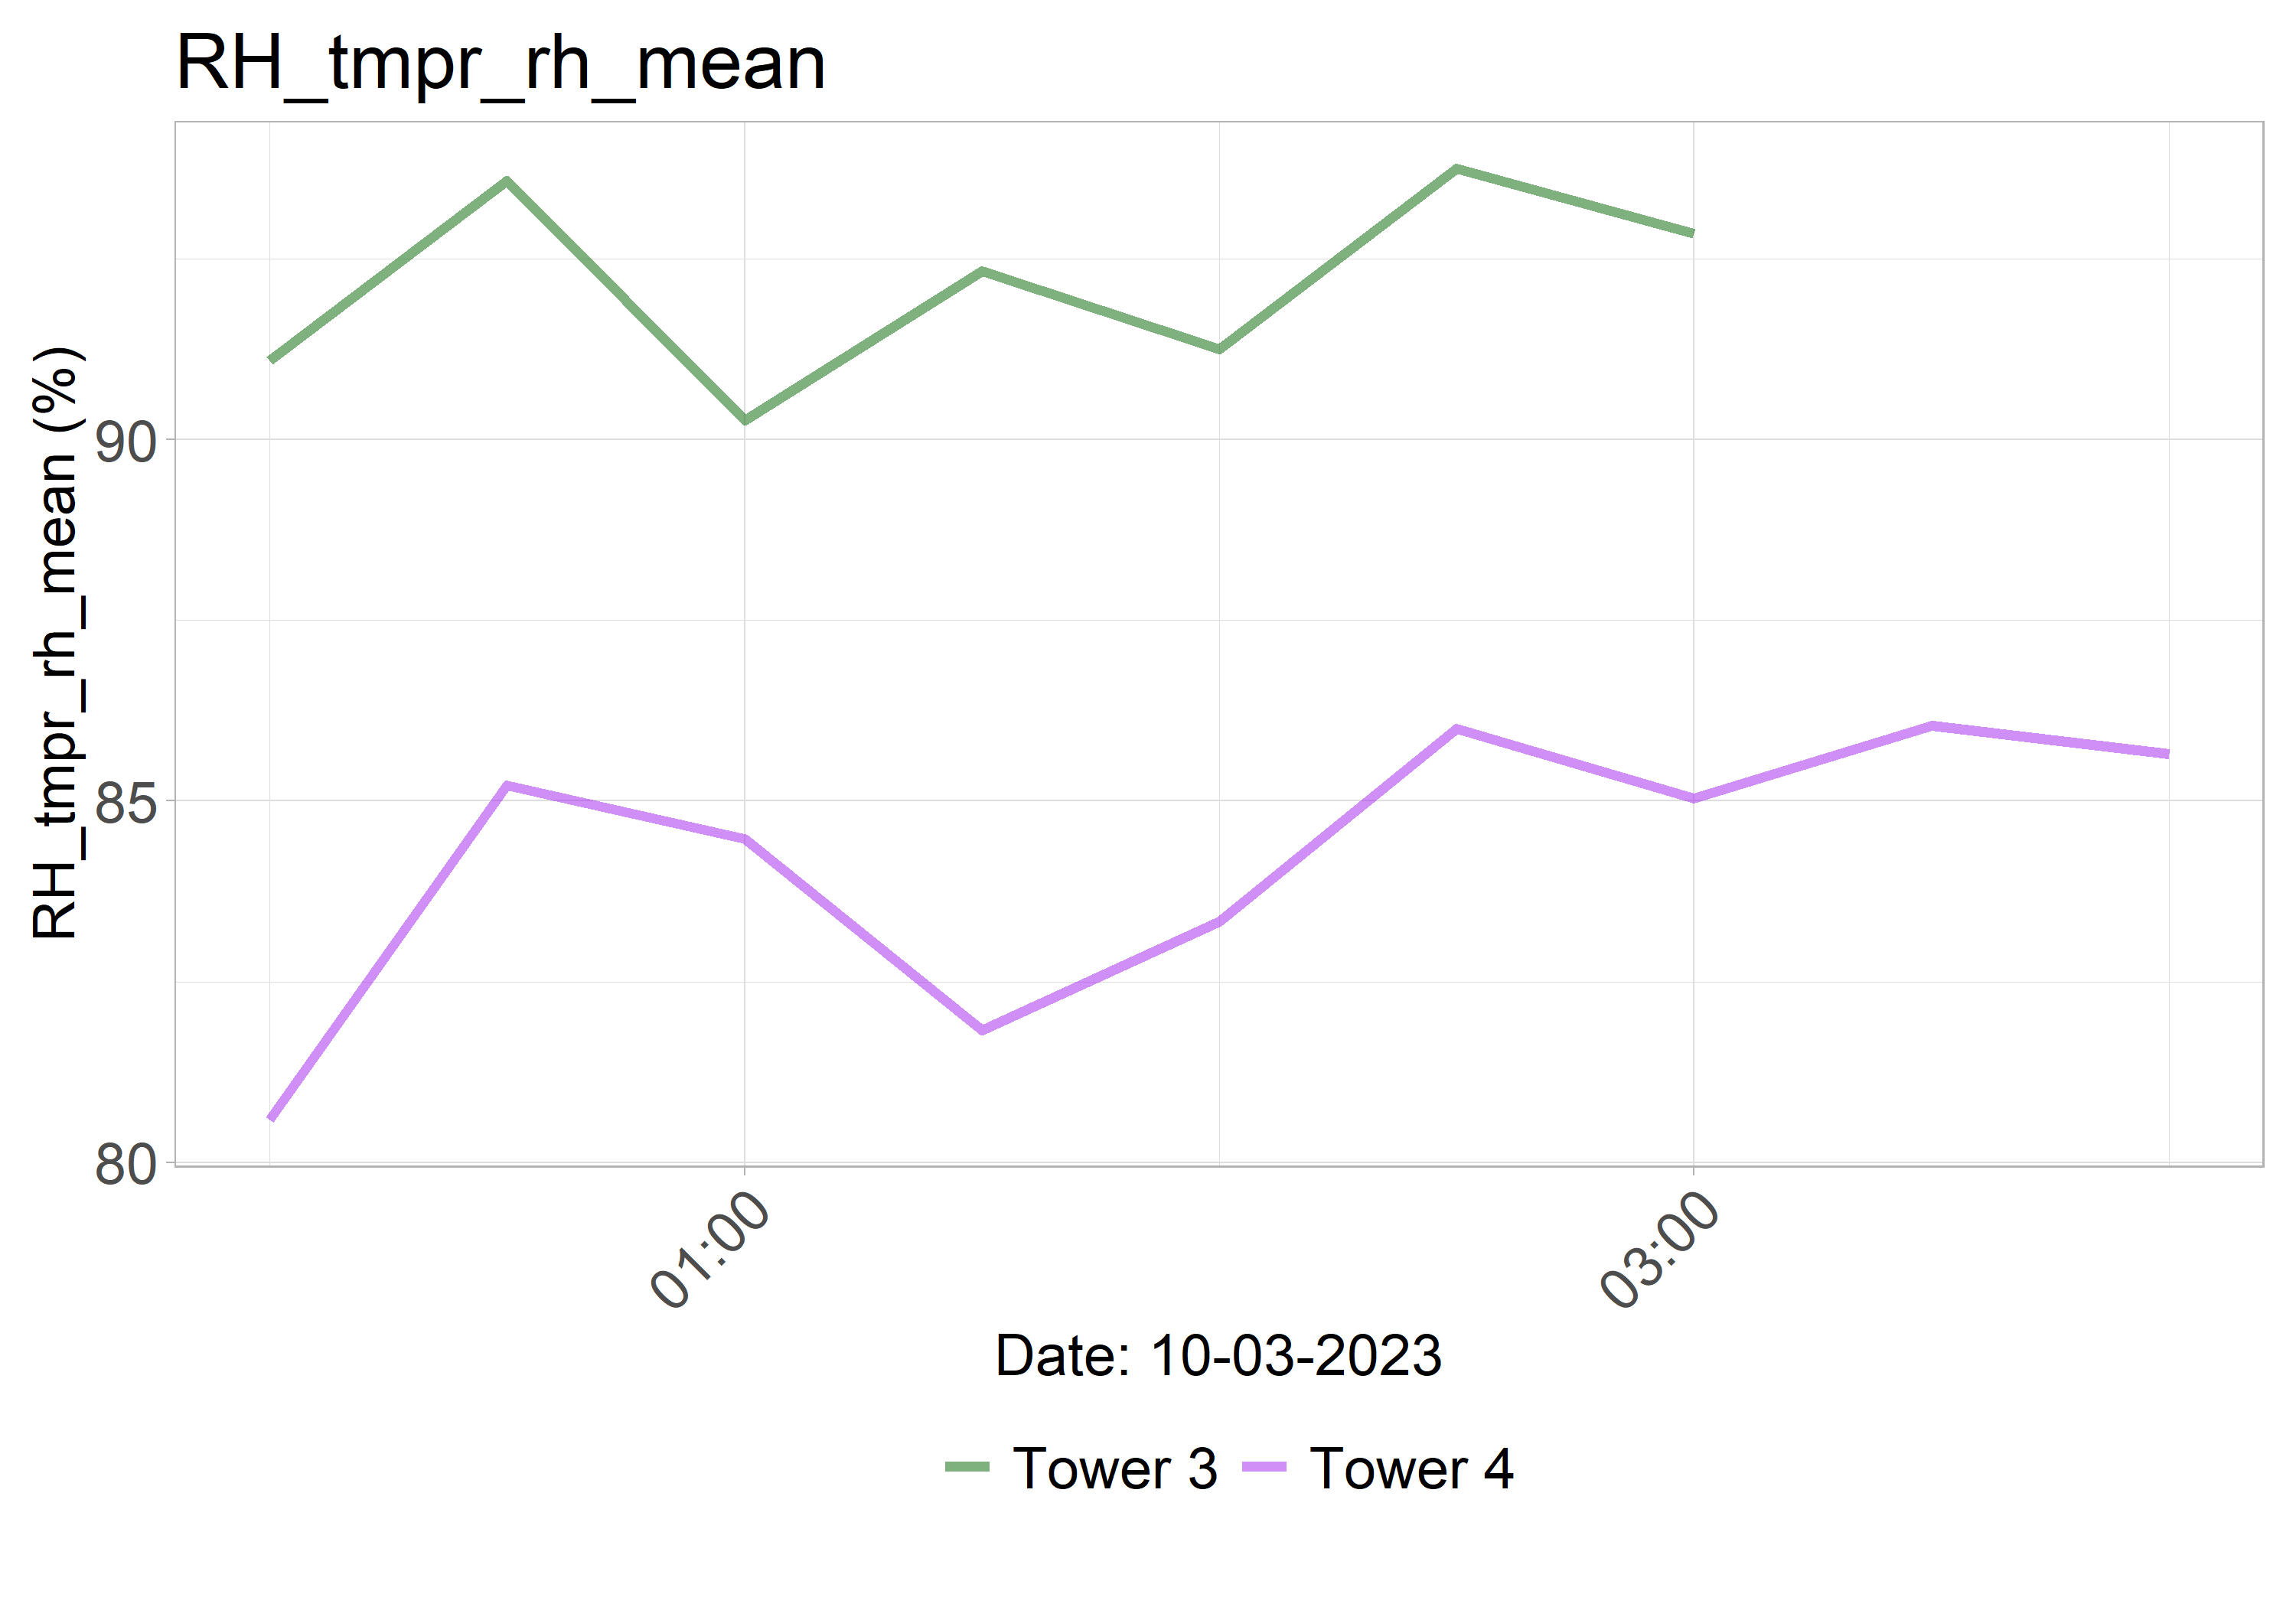 RH_tmpr_rh_mean
RH_tmpr_rh_mean (%)
90
85
80
01:00
03:00
Date: 10-03-2023
Tower 3
Tower 4